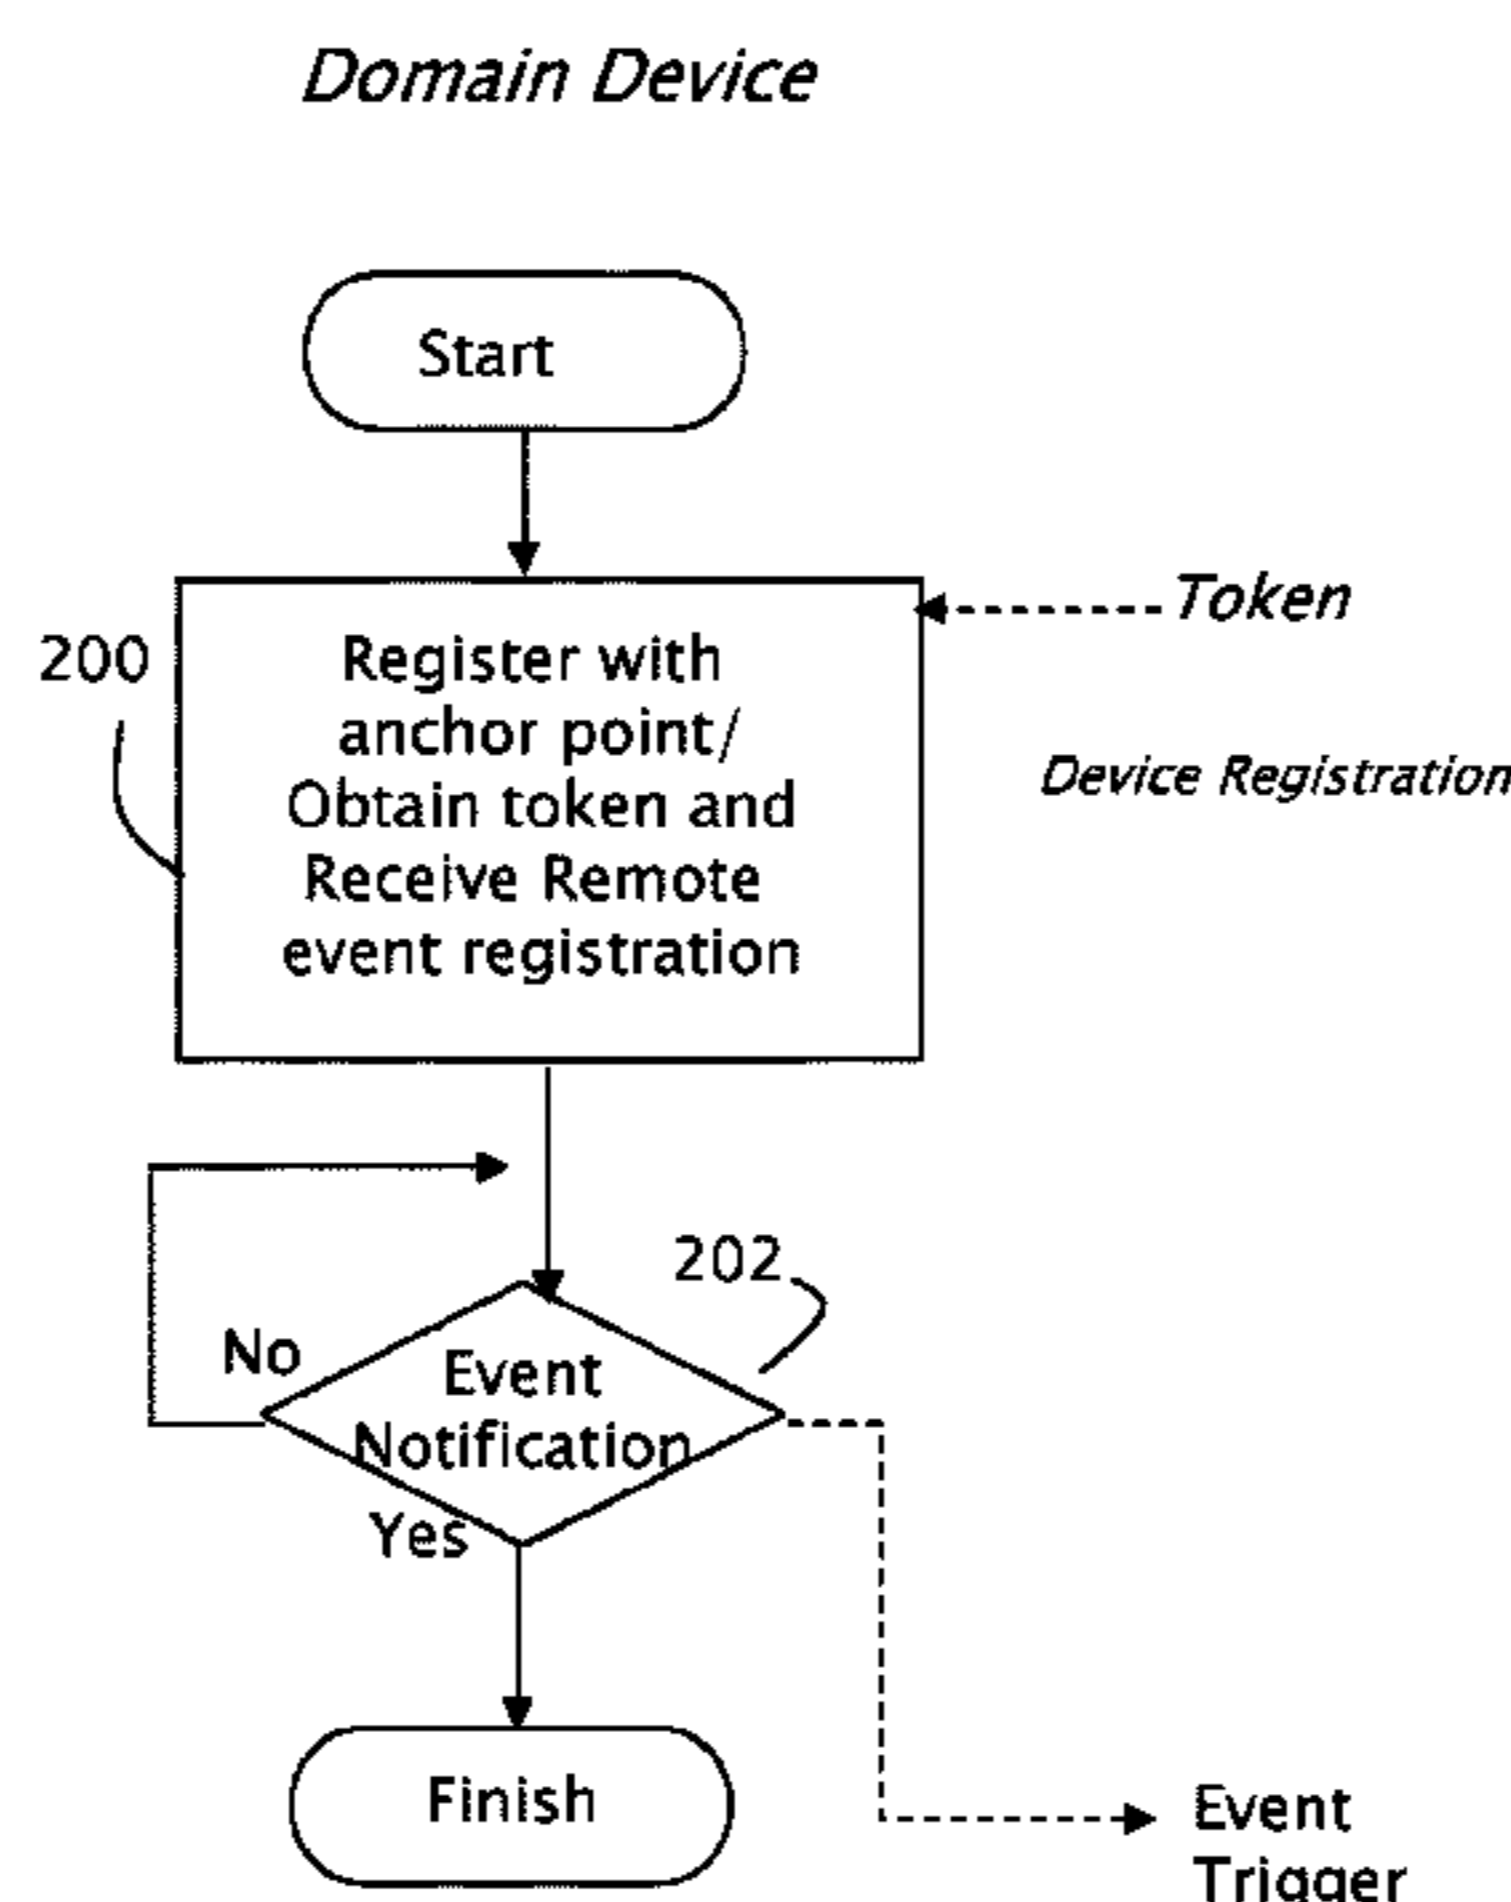 Domain Device
Start
Token
200
Register with
anchor point/
Obtain token and
Receive Remote
event registration
Device Registration
202
No
Event
Notification
Yes
Finish
Event
Trigger